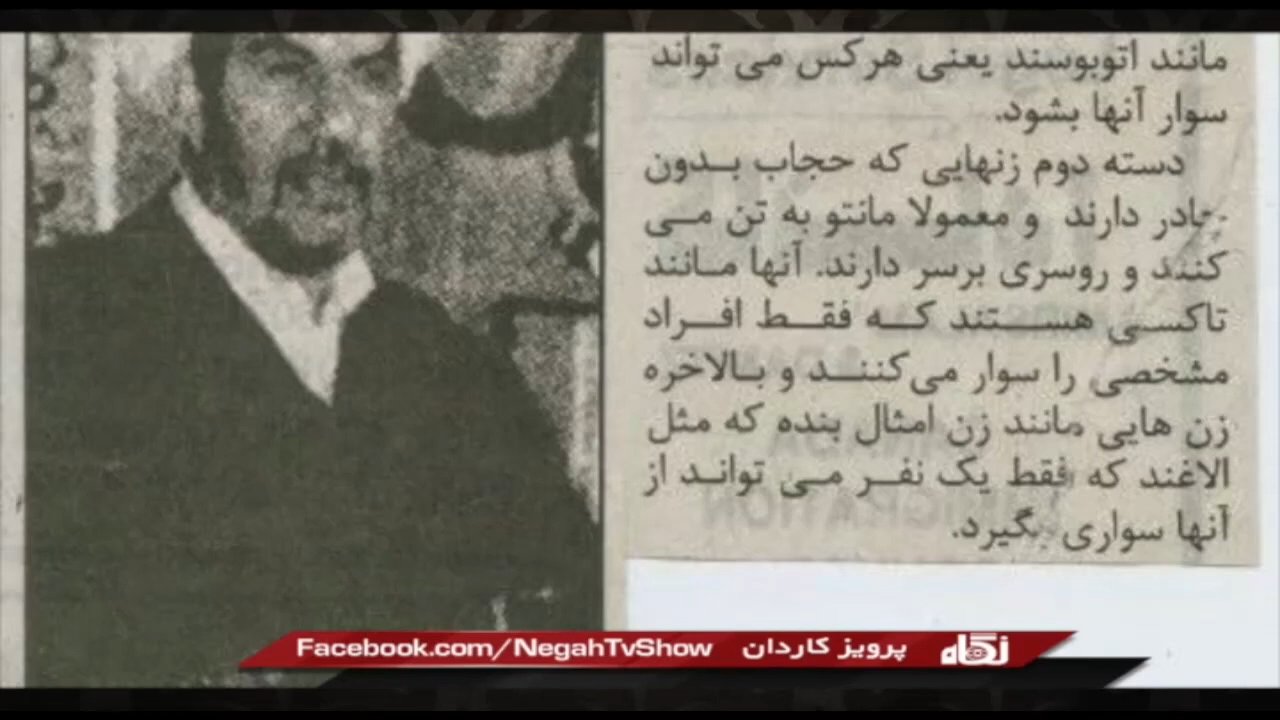 مانند اتوبوسند یعنی هرکس می تواند
سوار آنها بشود.
دسته دوم زنهایی که حجاب بدون
چادر دارند و معمولا مانتو به تن می
کنند و روسری برسر دارند. آنها مانند
تاکسی هستند که فقط افراد
مشخصی را سوار می‌کنند و بالاخره
زن هایی مانند زن امثال بنده که مثل
الاغند که فقط یک نفر می تواند از
آنها سواری بگیرد.
نگاه پرویز کاردان Facebook.com/NegahTvShow